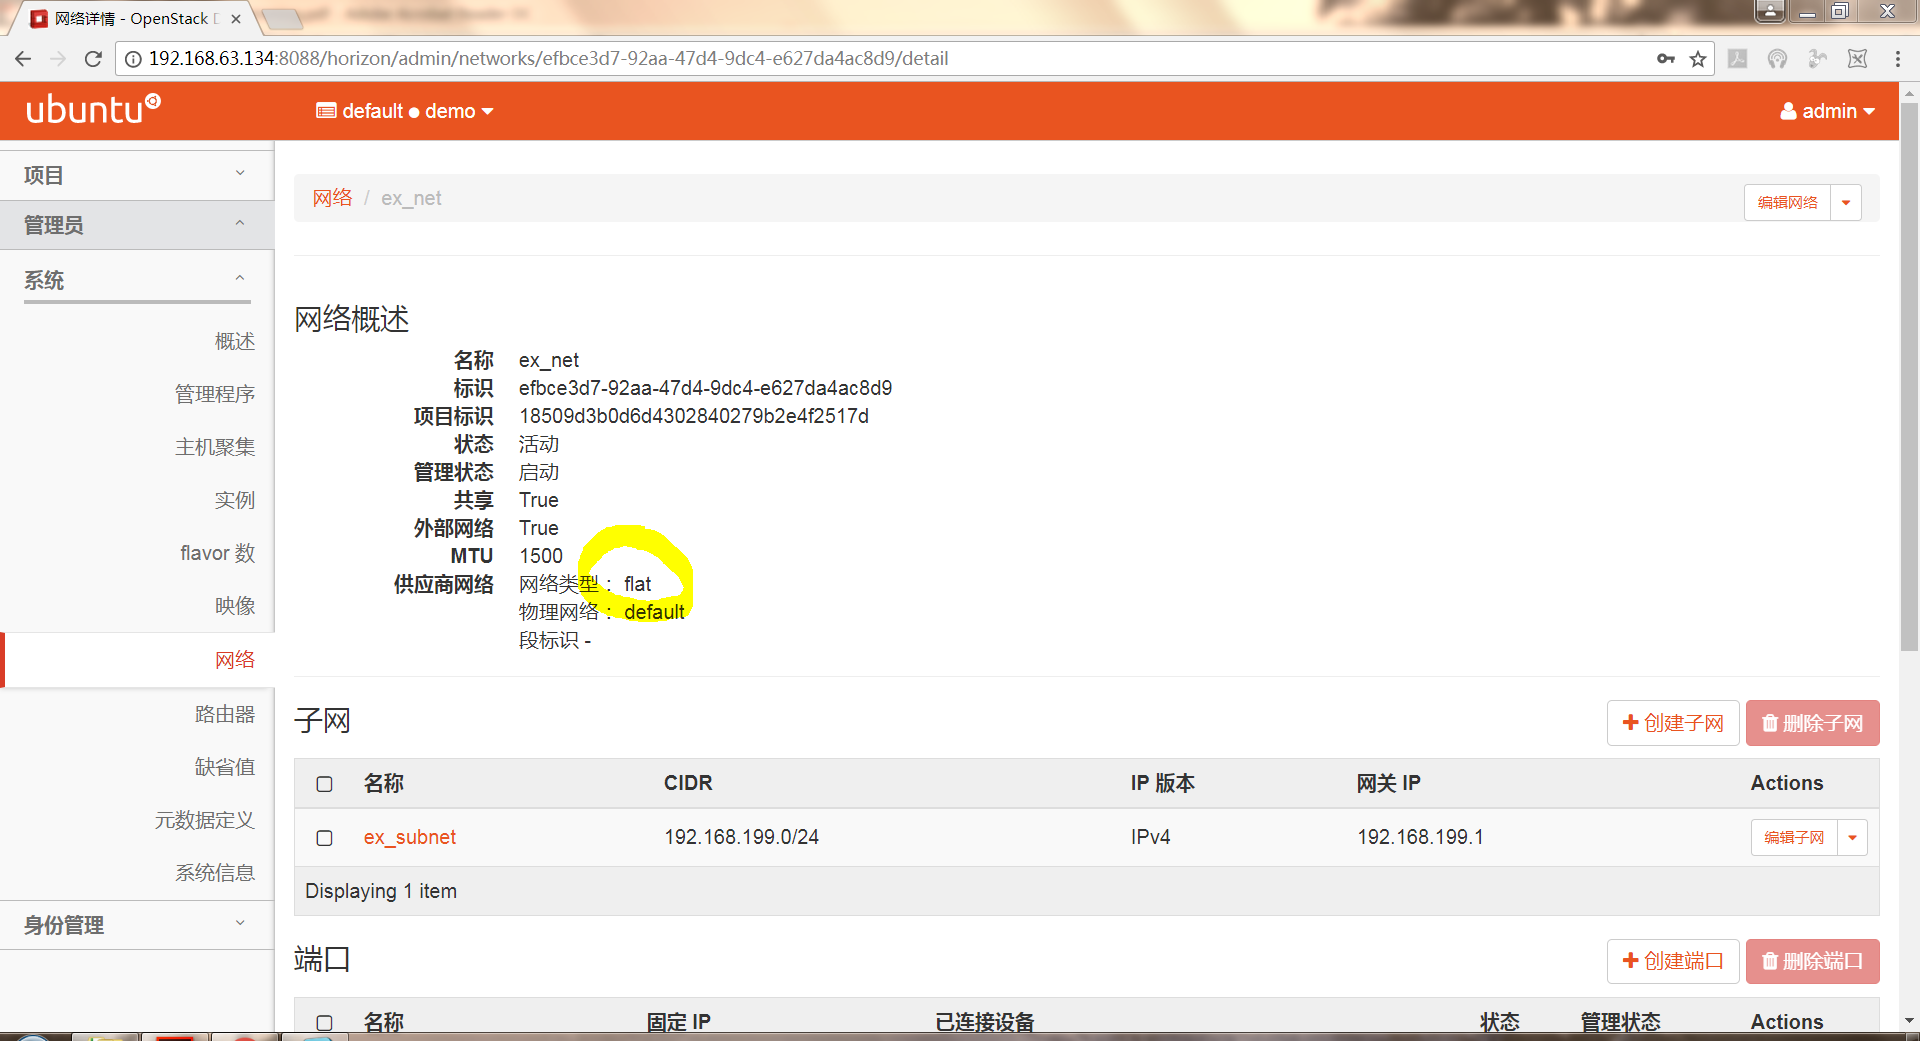 网络详情 - OpenStack D
192.168.63.134:8088/horizon/admin/networks/efbce3d7-92aa-47d4-9dc4-e627da4ac8d9/detail
ubuntu
default ● demo
admin
项目
管理员
系统
概述
管理程序
主机聚集
实例
flavor 数
映像
网络
路由器
缺省值
元数据定义
系统信息
身份管理
网络 / ex_net
编辑网络
网络概述
名称 ex_net
标识 efbce3d7-92aa-47d4-9dc4-e627da4ac8d9
项目标识 18509d3b0d6d4302840279b2e4f2517d
状态 活动
管理状态 启动
共享 True
外部网络 True
MTU 1500
供应商网络 网络类型 : flat
物理网络 : default
段标识 -
子网
创建子网 删除子网
名称 CIDR IP 版本 网关 IP Actions
ex_subnet 192.168.199.0/24 IPv4 192.168.199.1 编辑子网
Displaying 1 item
端口
创建端口 删除端口
名称 固定 IP 已连接设备 状态 管理状态 Actions